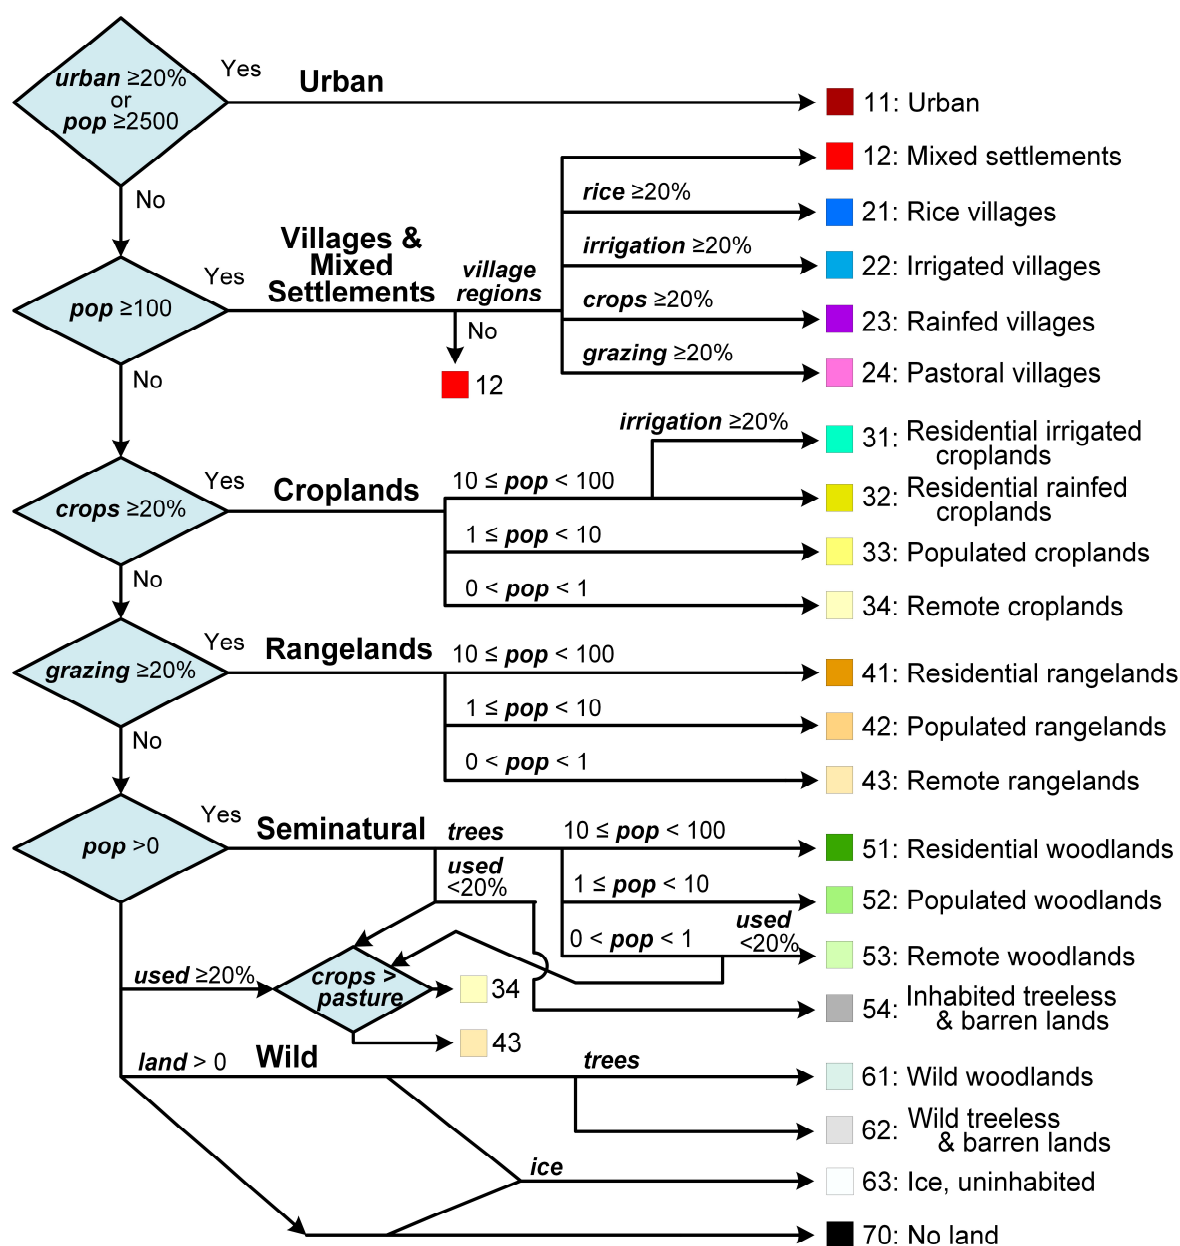 urban ≥20%
or
pop ≥2500
Yes
Urban
11: Urban
No
12: Mixed settlements
rice ≥20%
21: Rice villages
Villages &
Mixed
Settlements
village
regions
irrigation ≥20%
22: Irrigated villages
pop ≥100
Yes
crops ≥20%
23: Rainfed villages
No
grazing ≥20%
24: Pastoral villages
12
No
irrigation ≥20%
31: Residential irrigated
croplands
crops ≥20%
Yes
Croplands
10 ≤ pop < 100
32: Residential rainfed
croplands
1 ≤ pop < 10
33: Populated croplands
0 < pop < 1
34: Remote croplands
No
grazing ≥20%
Yes
Rangelands
10 ≤ pop < 100
41: Residential rangelands
1 ≤ pop < 10
42: Populated rangelands
0 < pop < 1
43: Remote rangelands
No
pop >0
Yes
Seminatural
trees
10 ≤ pop < 100
51: Residential woodlands
used
<20%
1 ≤ pop < 10
52: Populated woodlands
0 < pop < 1
used
<20%
53: Remote woodlands
used ≥20%
crops >
pasture
34
54: Inhabited treeless
& barren lands
43
land > 0
Wild
trees
61: Wild woodlands
62: Wild treeless
& barren lands
ice
63: Ice, uninhabited
70: No land